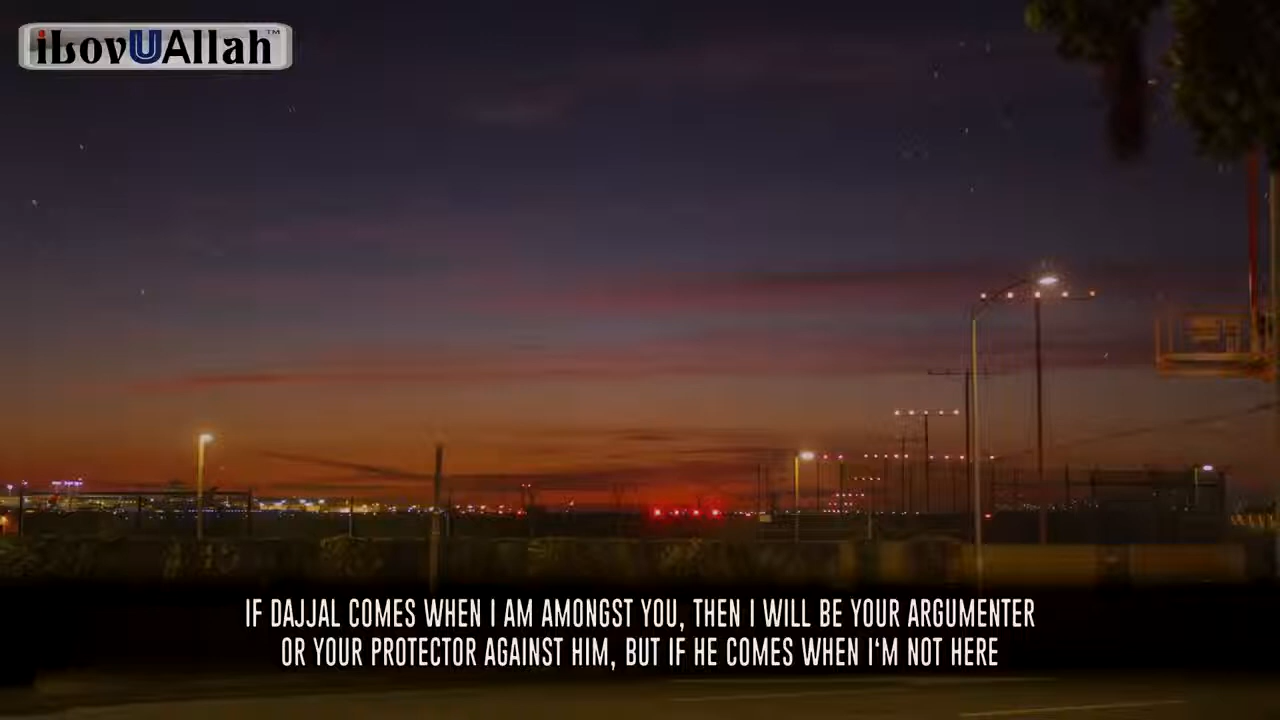 iLovUAllah™
IF DAJJAL COMES WHEN I AM AMONGST YOU, THEN I WILL BE YOUR ARGUMENTER
OR YOUR PROTECTOR AGAINST HIM, BUT IF HE COMES WHEN I'M NOT HERE